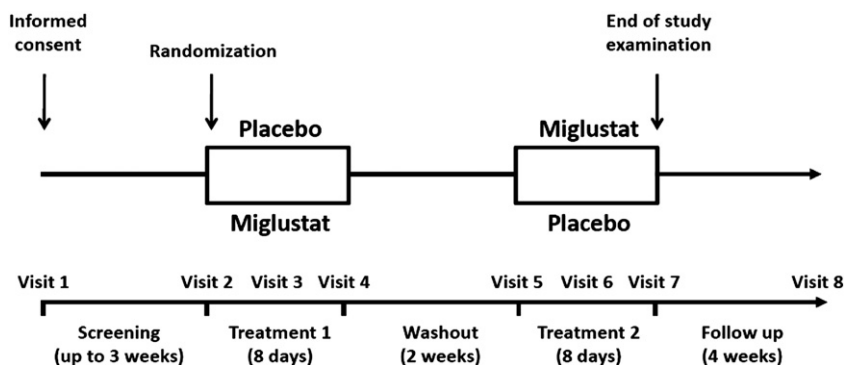 Informed
consent
Randomization
End of study
examination
Placebo
Miglustat
Miglustat
Placebo
Visit 1
Visit 2
Visit 3
Visit 4
Visit 5
Visit 6
Visit 7
Visit 8
Screening
(up to 3 weeks)
Treatment 1
(8 days)
Washout
(2 weeks)
Treatment 2
(8 days)
Follow up
(4 weeks)